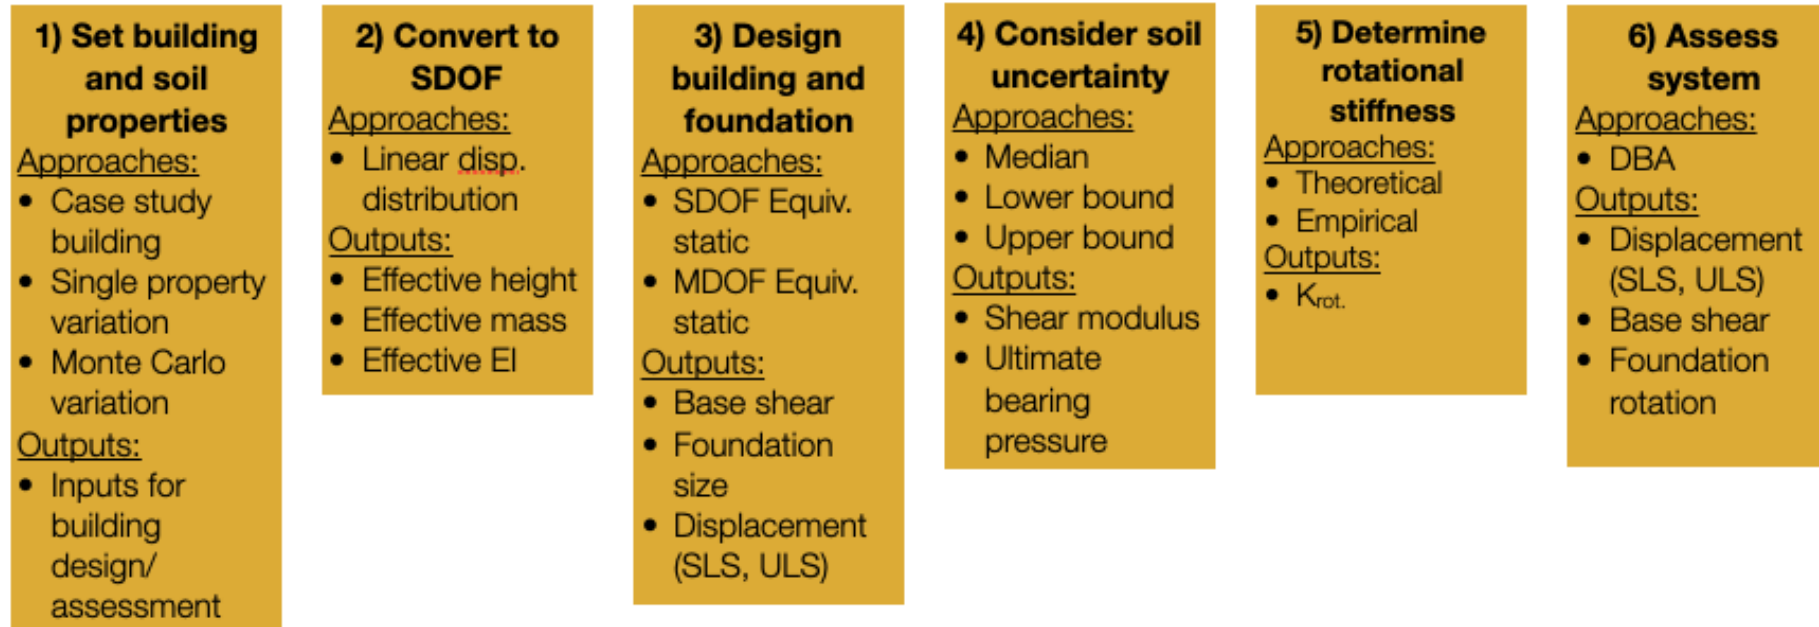 1) Set building
and soil
properties
Approaches:
• Case study
building
• Single property
variation
• Monte Carlo
variation
Outputs:
• Inputs for
building
design/
assessment
2) Convert to
SDOF
Approaches:
• Linear disp.
distribution
Outputs:
• Effective height
• Effective mass
• Effective EI
3) Design
building and
foundation
Approaches:
• SDOF Equiv.
static
• MDOF Equiv.
static
Outputs:
• Base shear
• Foundation
size
• Displacement
(SLS, ULS)
4) Consider soil
uncertainty
Approaches:
• Median
• Lower bound
• Upper bound
Outputs:
• Shear modulus
• Ultimate
bearing
pressure
5) Determine
rotational
stiffness
Approaches:
• Theoretical
• Empirical
Outputs:
• Krot.
6) Assess
system
Approaches:
• DBA
Outputs:
• Displacement
(SLS, ULS)
• Base shear
• Foundation
rotation